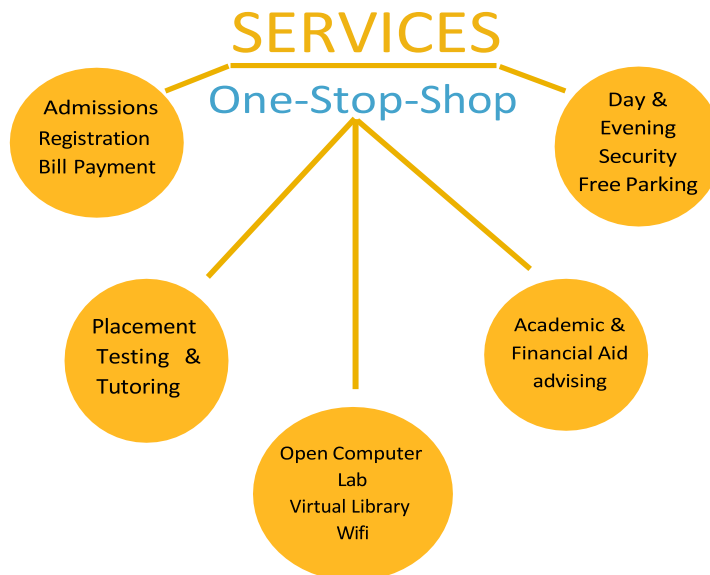 SERVICES
One-Stop-Shop
Admissions
Registration
Bill Payment
Day &
Evening
Security
Free Parking
Placement
Testing &
Tutoring
Academic &
Financial Aid
advising
Open Computer
Lab
Virtual Library
Wifi